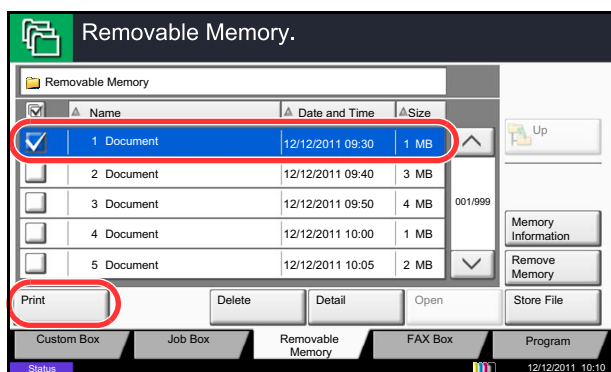 Removable Memory.
Removable Memory
Name Date and Time Size
1 Document 12/12/2011 09:30 1 MB
2 Document 12/12/2011 09:40 3 MB
3 Document 12/12/2011 09:50 4 MB
4 Document 12/12/2011 10:00 1 MB
5 Document 12/12/2011 10:05 2 MB
001/999
Up
Memory
Information
Remove
Memory
Print Delete Detail Open Store File
Custom Box Job Box Removable
Memory FAX Box Program
Status 12/12/2011 10:10